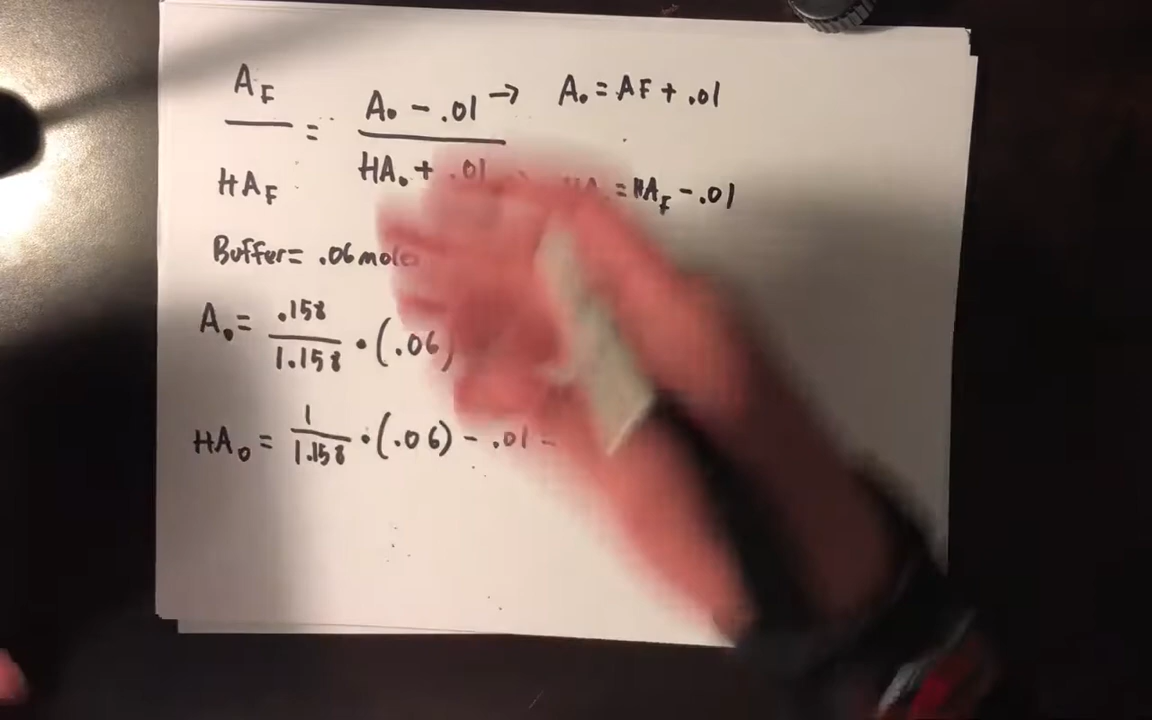 A_F / HA_F = (A₀ - .01) / (HA₀ + .01) → A₀ = AF + .01
= HA_F - .01
Buffer = .06
A₀ = .158 / 1.158 · (.06)
HA₀ = 1 / 1.158 · (.06) - .01 -